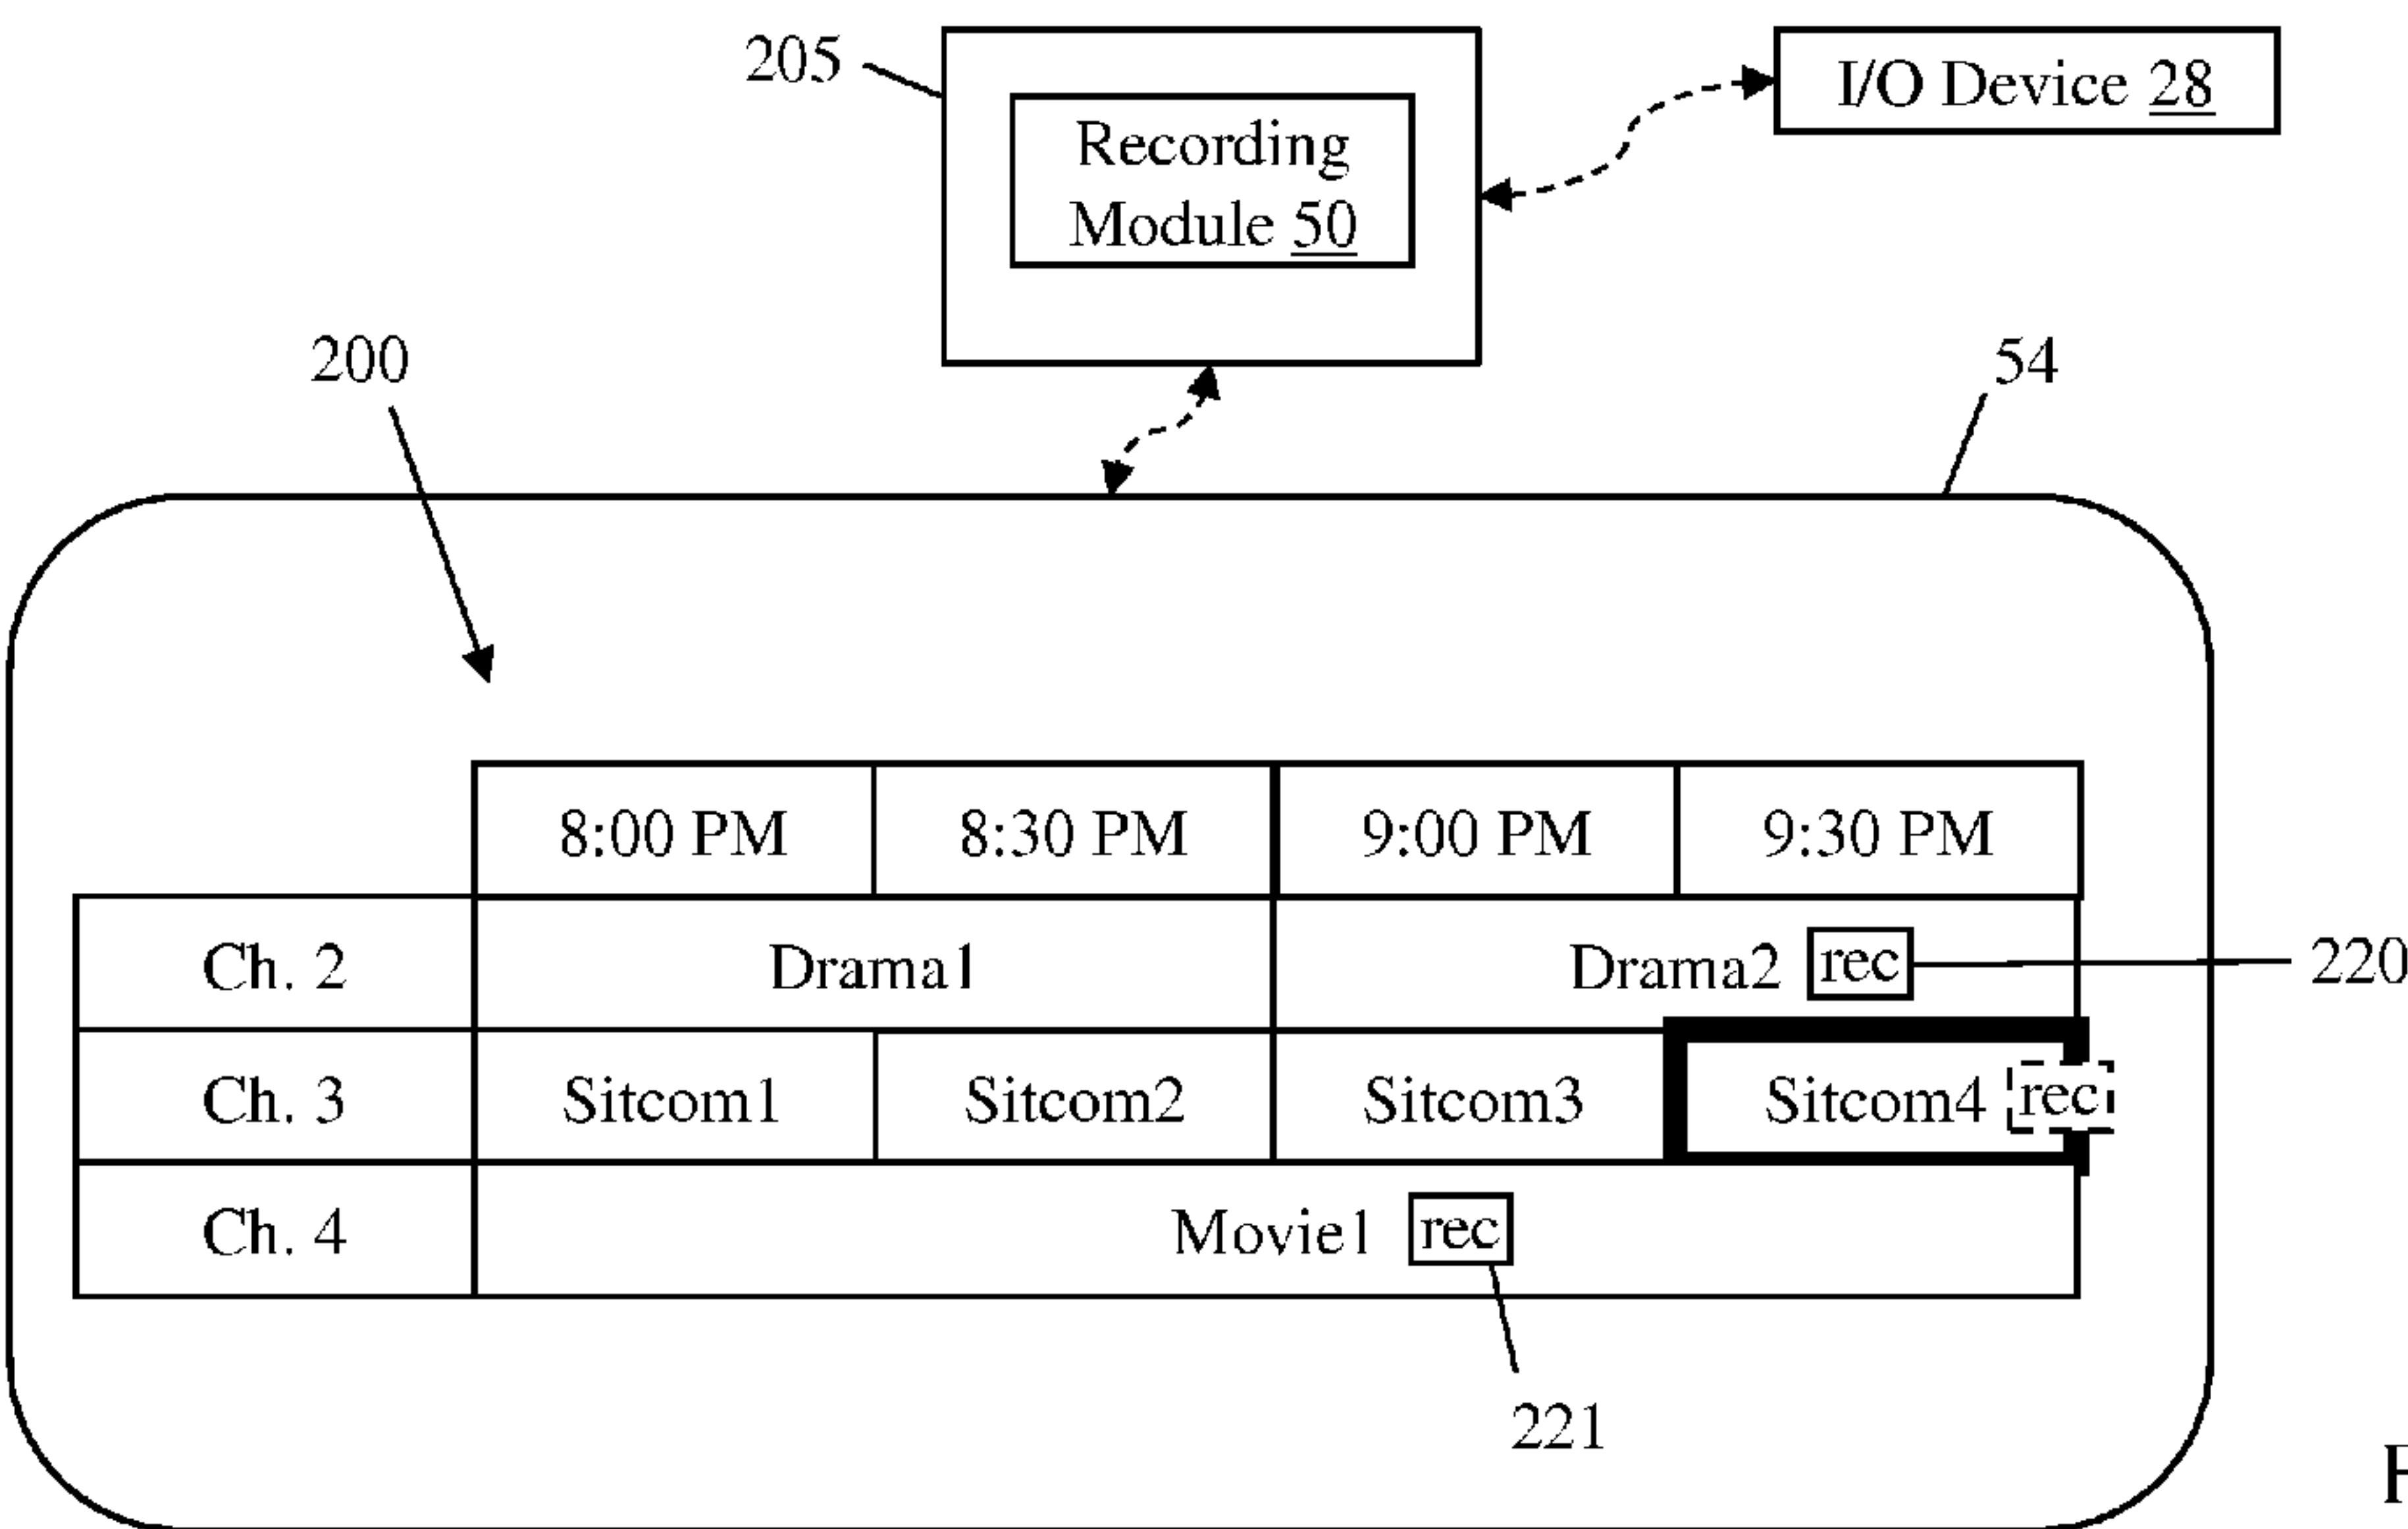 205
Recording
Module 50
I/O Device 28
200
54
8:00 PM 8:30 PM 9:00 PM 9:30 PM
Ch. 2 Drama1 Drama2 rec 220
Ch. 3 Sitcom1 Sitcom2 Sitcom3 Sitcom4 rec
Ch. 4 Movie1 rec
221